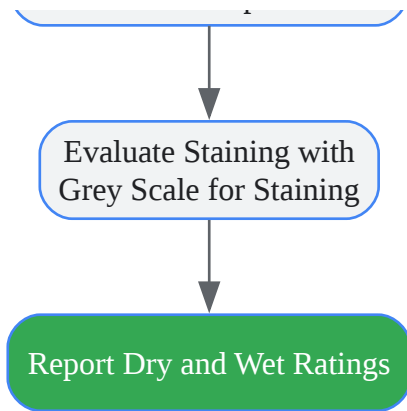 Evaluate Staining with
Grey Scale for Staining
Report Dry and Wet Ratings